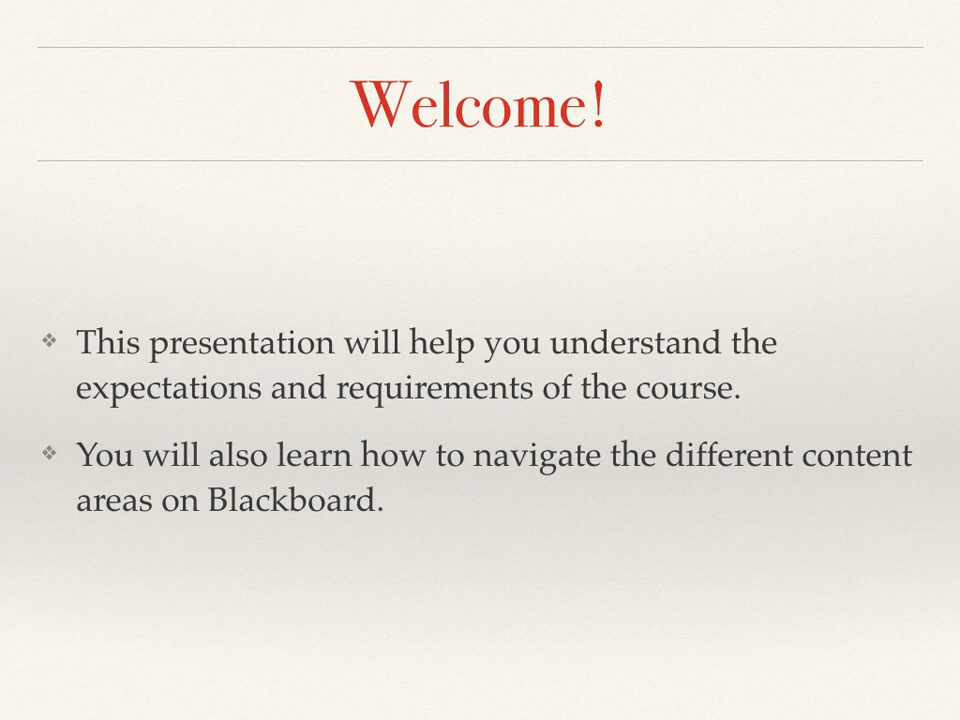 Welcome!
❖ This presentation will help you understand the
expectations and requirements of the course.
❖ You will also learn how to navigate the different content
areas on Blackboard.